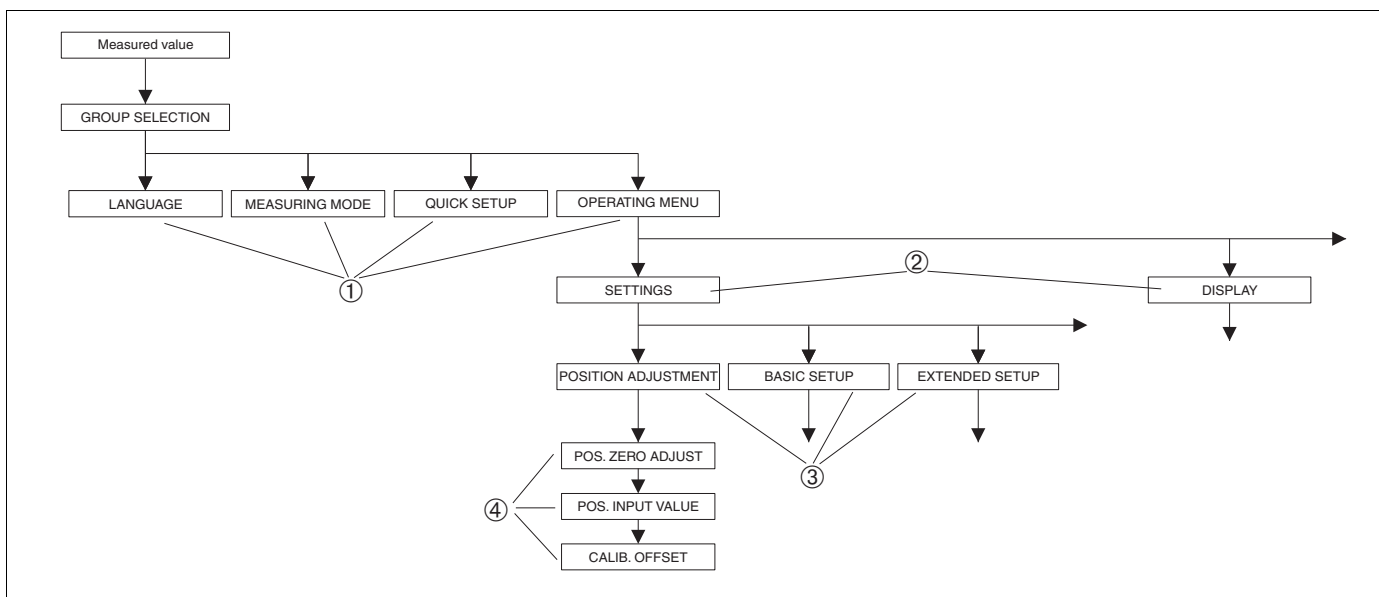 Measured value
GROUP SELECTION
LANGUAGE
MEASURING MODE
QUICK SETUP
OPERATING MENU
①
②
SETTINGS
DISPLAY
POSITION ADJUSTMENT
BASIC SETUP
EXTENDED SETUP
POS. ZERO ADJUST
③
④
POS. INPUT VALUE
CALIB. OFFSET